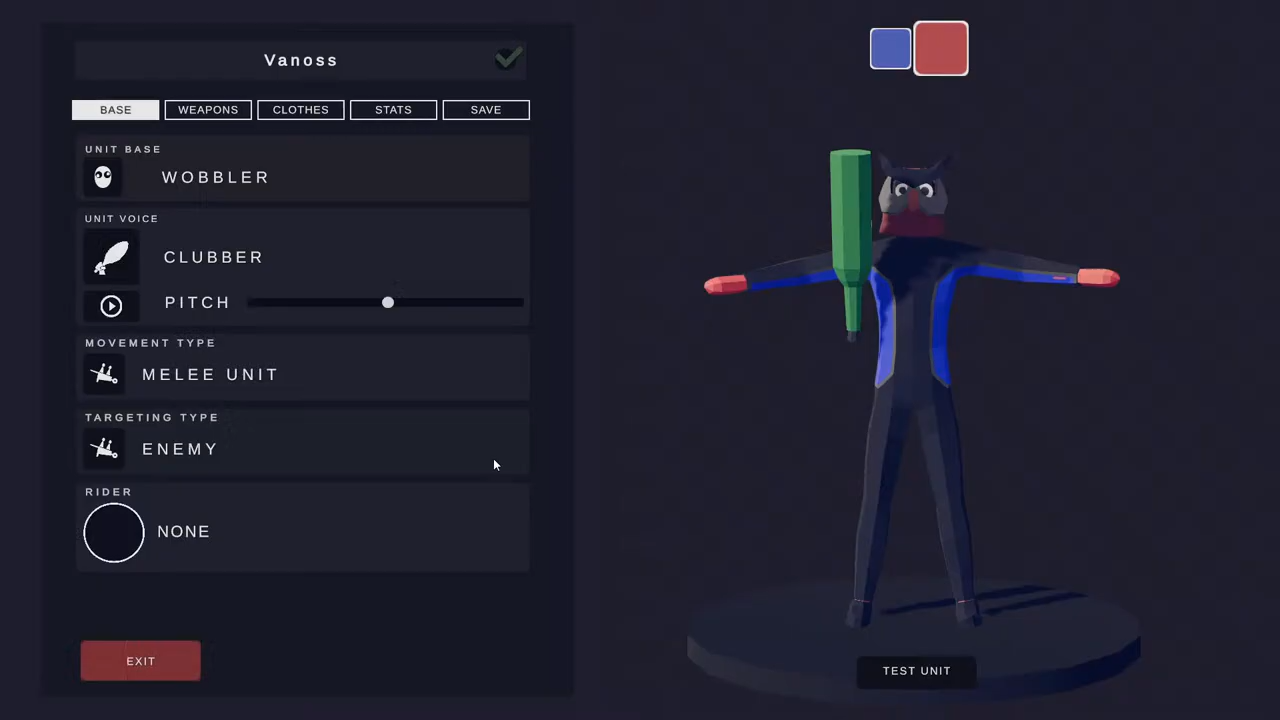 Vanoss
BASE WEAPONS CLOTHES STATS SAVE
UNIT BASE
WOBBLER
UNIT VOICE
CLUBBER
PITCH
MOVEMENT TYPE
MELEE UNIT
TARGETING TYPE
ENEMY
RIDER
NONE
EXIT
TEST UNIT